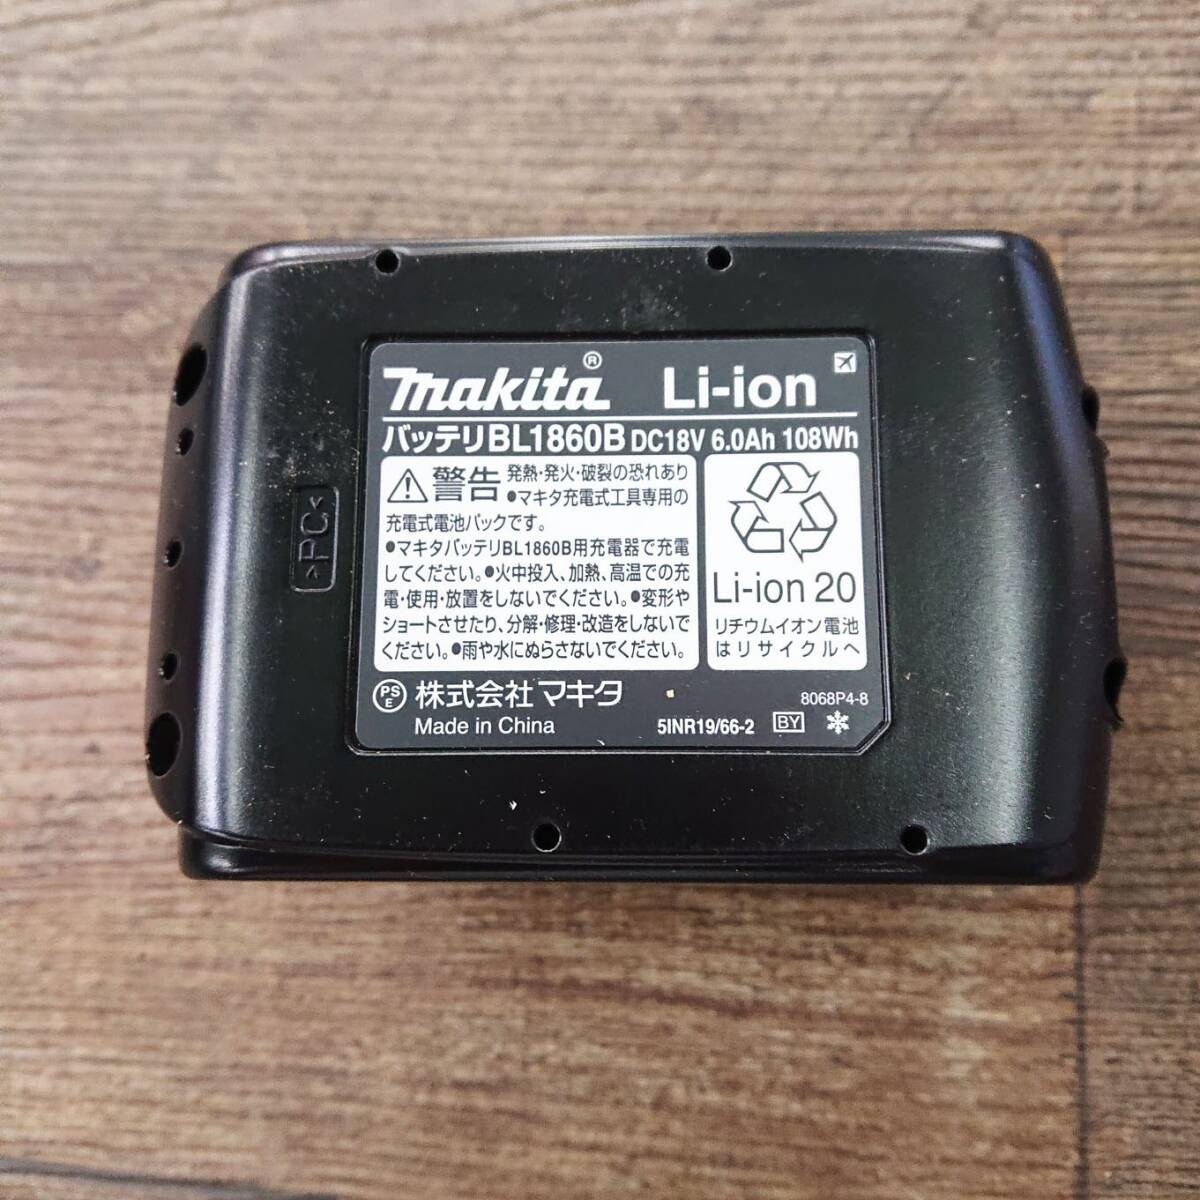 makita® Li-ion
バッテリBL1860B DC18V 6.0Ah 108Wh
⚠警告 発熱・発火・破裂の恐れあり
●マキタ充電式工具専用の
充電式電池パックです。
●マキタバッテリBL1860B用充電器で充電
してください。●火中投入、加熱、高温での充
電・使用・放置をしないでください。●変形や
ショートさせたり、分解・修理・改造をしないで
ください。●雨や水にぬらさないでください。
Li-ion 20
リチウムイオン電池
はリサイクルへ
PSE 株式会社マキタ
Made in China
8068P4-8
5INR19/66-2 BY
>PC<